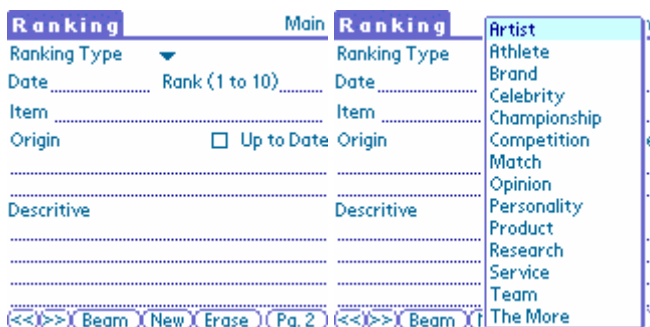 Ranking Main
Ranking Type
Date Rank (1 to 10)
Item
Origin Up to Date
Descritive
<< >> Beam New Erase Pg. 2
Ranking
Ranking Type
Date
Item
Origin
Descritive
<< >> Beam
Artist
Athlete
Brand
Celebrity
Championship
Competition
Match
Opinion
Personality
Product
Research
Service
Team
The More